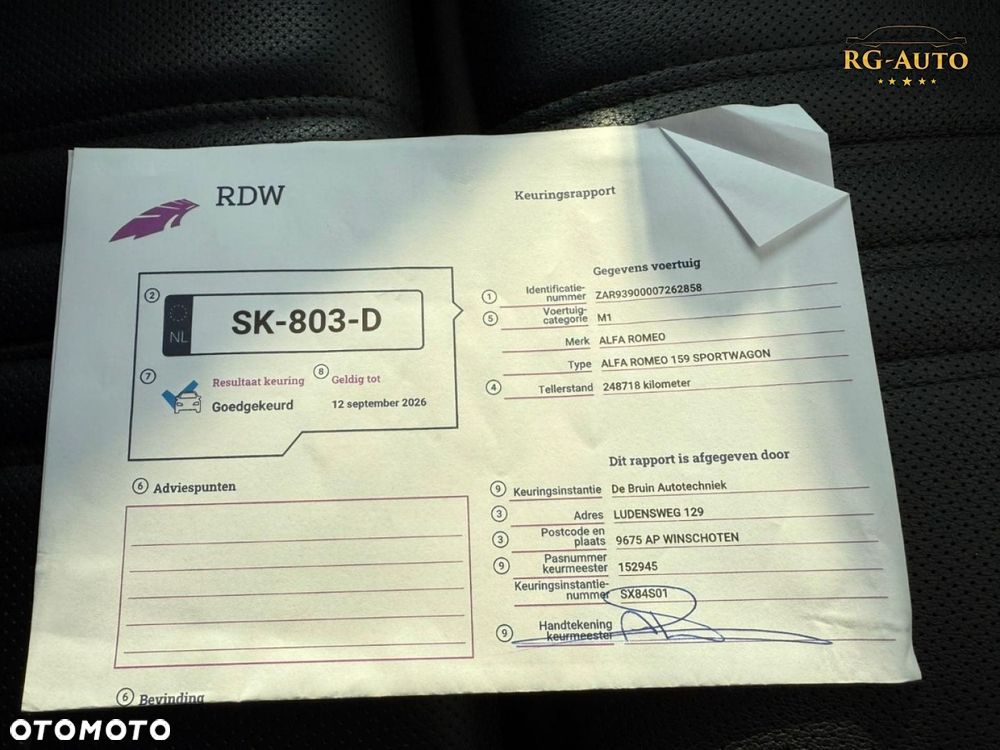 RG-AUTO
RDW
Keuringsrapport
② NL SK-803-D
⑦ Resultaat keuring
Goedgekeurd
⑧ Geldig tot
12 september 2026
Gegevens voertuig
① Identificatie-
nummer ZAR93900007262858
⑤ Voertuig-
categorie M1
Merk ALFA ROMEO
Type ALFA ROMEO 159 SPORTWAGON
④ Tellerstand 248718 kilometer
⑥ Adviespunten
Dit rapport is afgegeven door
⑨ Keuringsinstantie De Bruin Autotechniek
③ Adres LUDENSWEG 129
③ Postcode en
plaats 9675 AP WINSCHOTEN
⑨ Pasnummer
keurmeester 152945
Keuringsinstantie-
nummer SX84S01
⑨ Handtekening
keurmeester
⑥ Bevinding
OTOMOTO